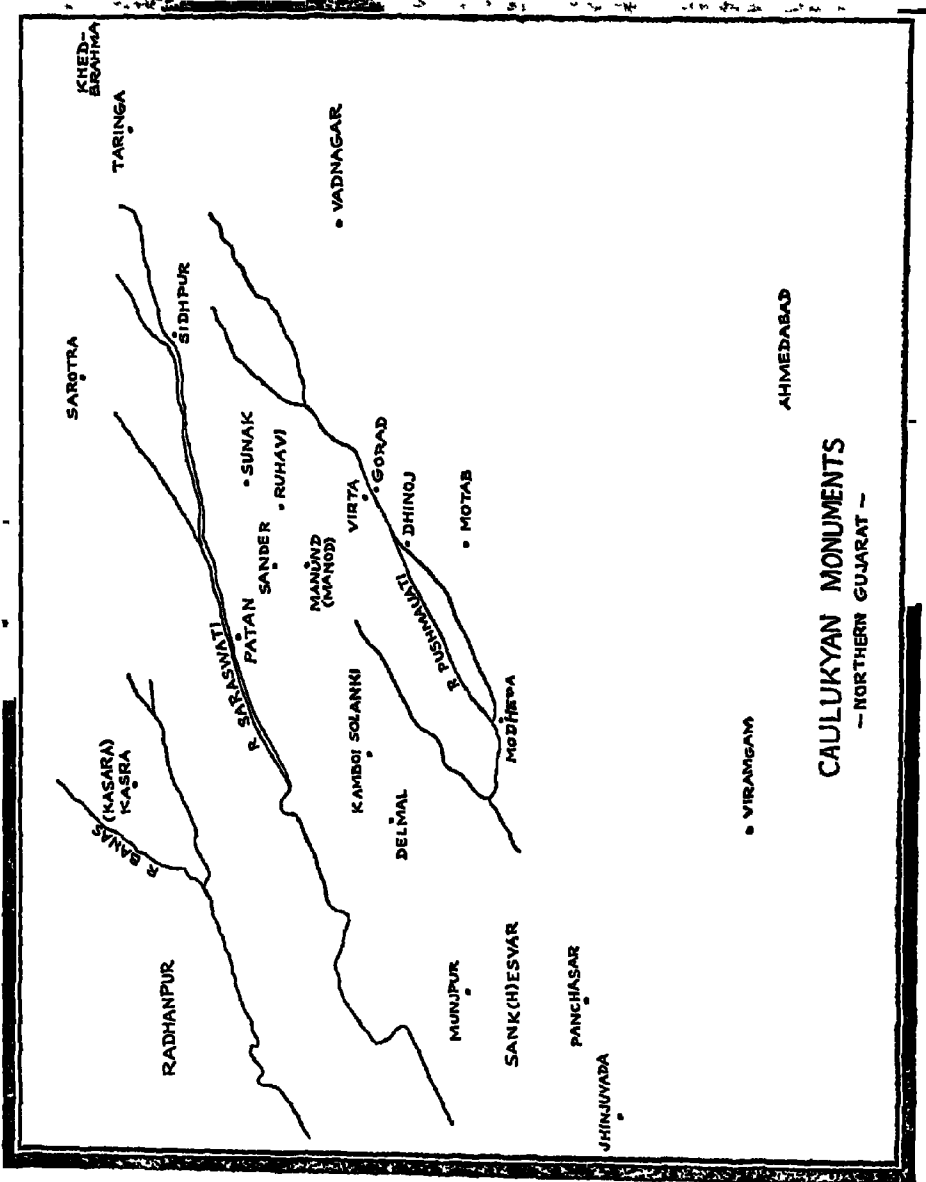 KHED-
BRAHMA
TARINGA
SAROTRA
SIDHPUR
VADNAGAR
SUNAK
RUHAVI
SANDER
PATAN
R SARASWATI
MANUND
(MANOD)
VIRTA
GORAD
DHINOJ
MOTAB
R PUSHMAVATI
(KASARA)
KASRA
R BANAS
KAMBOI SOLANKI
DELMAL
MODHERA
RADHANPUR
MUNJPUR
SANK(H)ESVAR
PANCHASAR
JHINJUVADA
VIRAMGAM
AHMEDABAD
CAULUKYAN MONUMENTS
- NORTHERN GUJARAT -